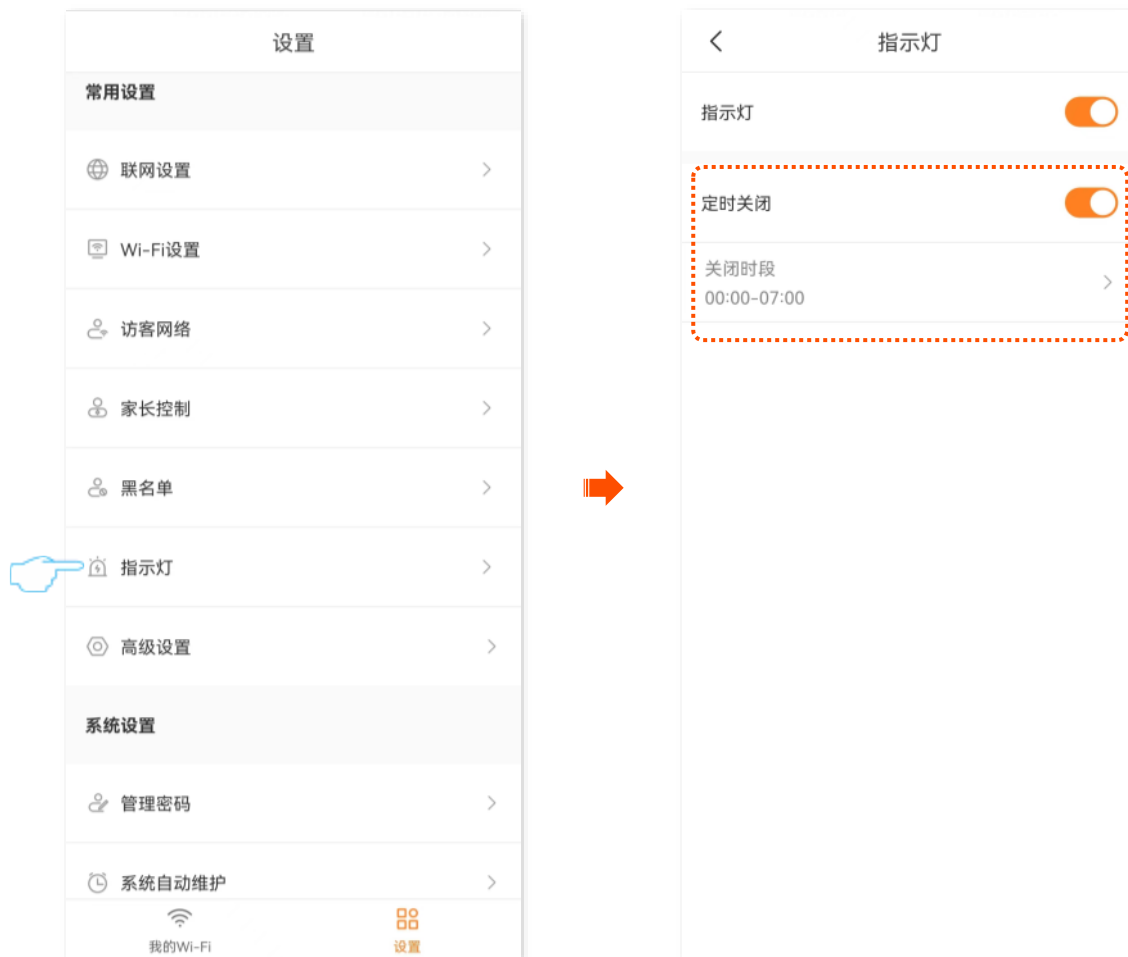 设置
常用设置
联网设置
Wi-Fi设置
访客网络
家长控制
黑名单
指示灯
高级设置
系统设置
管理密码
系统自动维护
我的Wi-Fi
设置
指示灯
指示灯
定时关闭
关闭时段
00:00-07:00